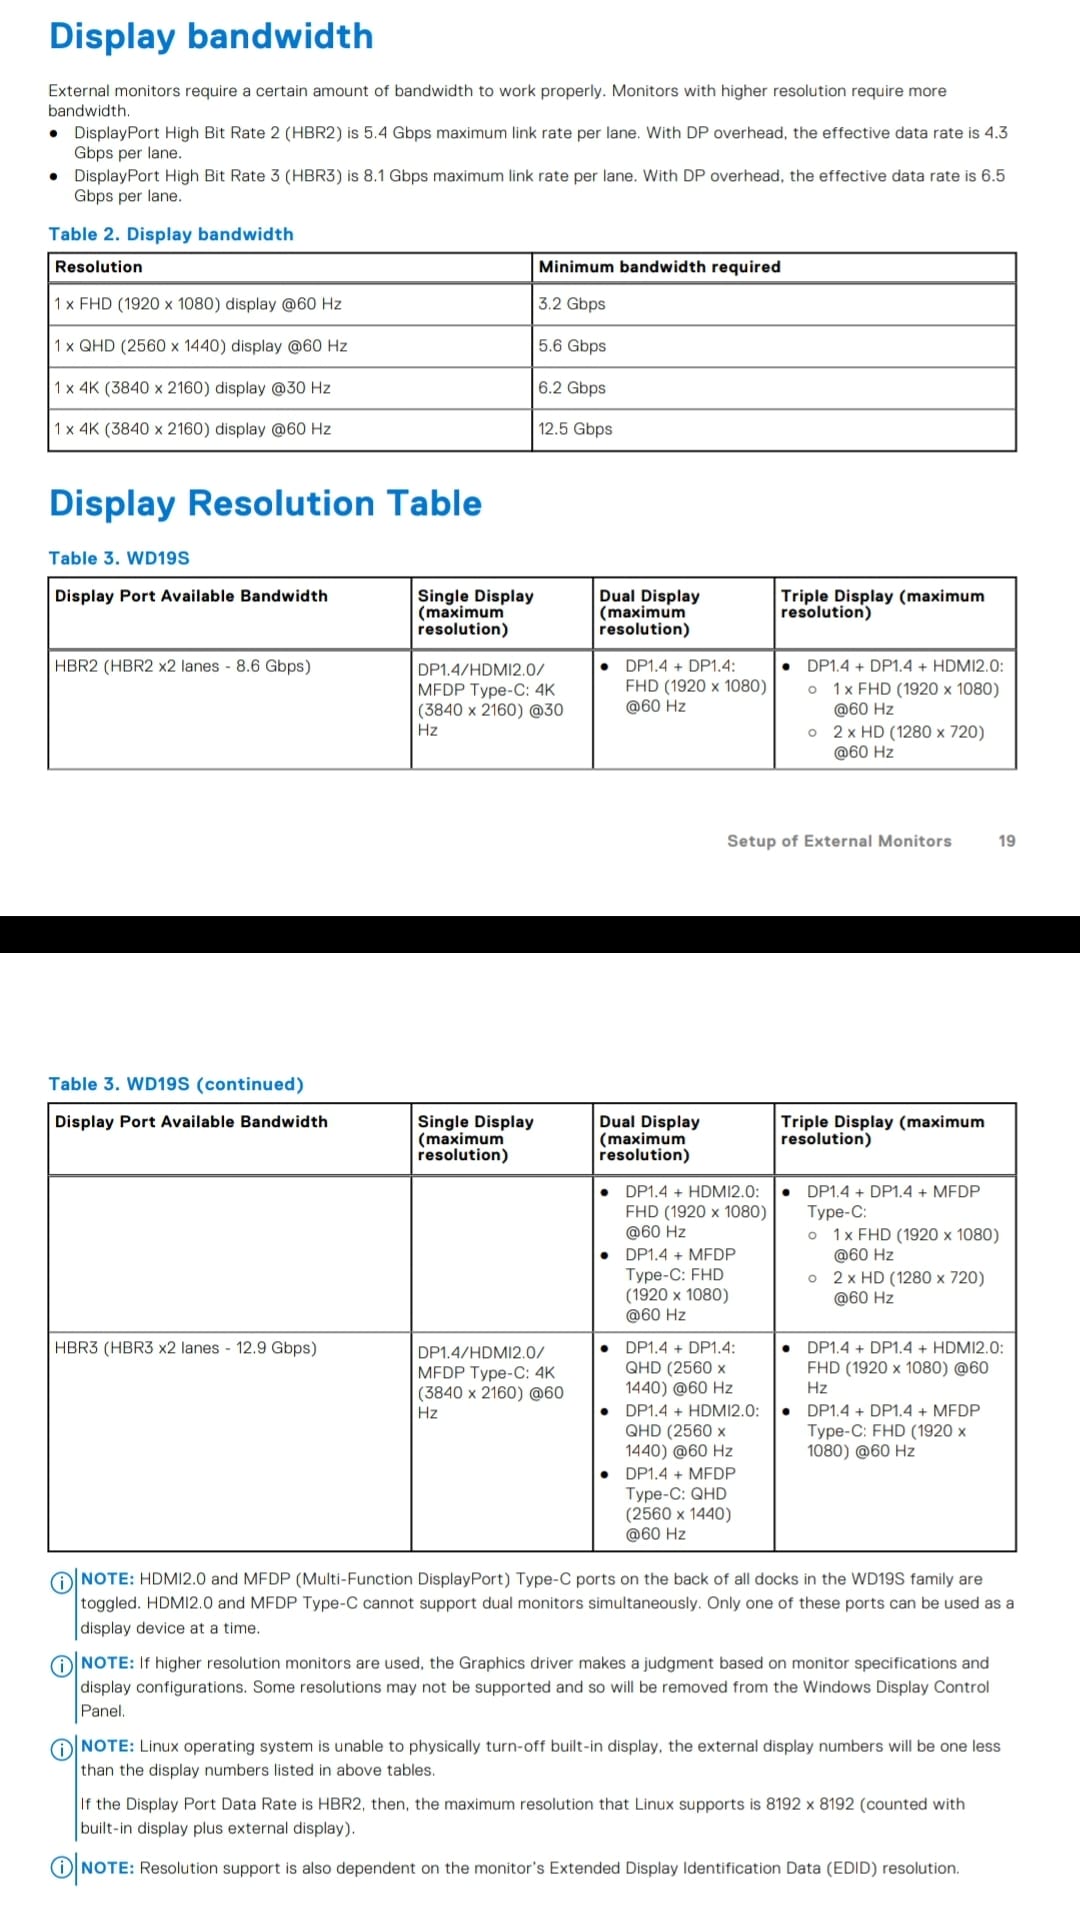 Display bandwidth
External monitors require a certain amount of bandwidth to work properly. Monitors with higher resolution require more
bandwidth.
● DisplayPort High Bit Rate 2 (HBR2) is 5.4 Gbps maximum link rate per lane. With DP overhead, the effective data rate is 4.3
Gbps per lane.
● DisplayPort High Bit Rate 3 (HBR3) is 8.1 Gbps maximum link rate per lane. With DP overhead, the effective data rate is 6.5
Gbps per lane.
Table 2. Display bandwidth
Resolution Minimum bandwidth required
1 x FHD (1920 x 1080) display @60 Hz 3.2 Gbps
1 x QHD (2560 x 1440) display @60 Hz 5.6 Gbps
1 x 4K (3840 x 2160) display @30 Hz 6.2 Gbps
1 x 4K (3840 x 2160) display @60 Hz 12.5 Gbps
Display Resolution Table
Table 3. WD19S
Display Port Available Bandwidth
Single Display
(maximum
resolution)
Dual Display
(maximum
resolution)
Triple Display (maximum
resolution)
HBR2 (HBR2 x2 lanes - 8.6 Gbps)
DP1.4/HDMI2.0/
MFDP Type-C: 4K
(3840 x 2160) @30
Hz
● DP1.4 + DP1.4:
FHD (1920 x 1080)
@60 Hz
● DP1.4 + DP1.4 + HDMI2.0:
○ 1 x FHD (1920 x 1080)
@60 Hz
○ 2 x HD (1280 x 720)
@60 Hz
Setup of External Monitors 19
Table 3. WD19S (continued)
Display Port Available Bandwidth
Single Display
(maximum
resolution)
Dual Display
(maximum
resolution)
Triple Display (maximum
resolution)
● DP1.4 + HDMI2.0:
FHD (1920 x 1080)
@60 Hz
● DP1.4 + MFDP
Type-C: FHD
(1920 x 1080)
@60 Hz
● DP1.4 + DP1.4 + MFDP
Type-C:
○ 1 x FHD (1920 x 1080)
@60 Hz
○ 2 x HD (1280 x 720)
@60 Hz
HBR3 (HBR3 x2 lanes - 12.9 Gbps)
DP1.4/HDMI2.0/
MFDP Type-C: 4K
(3840 x 2160) @60
Hz
● DP1.4 + DP1.4:
QHD (2560 x
1440) @60 Hz
● DP1.4 + HDMI2.0:
QHD (2560 x
1440) @60 Hz
● DP1.4 + MFDP
Type-C: QHD
(2560 x 1440)
@60 Hz
● DP1.4 + DP1.4 + HDMI2.0:
FHD (1920 x 1080) @60
Hz
● DP1.4 + DP1.4 + MFDP
Type-C: FHD (1920 x
1080) @60 Hz
NOTE: HDMI2.0 and MFDP (Multi-Function DisplayPort) Type-C ports on the back of all docks in the WD19S family are
toggled. HDMI2.0 and MFDP Type-C cannot support dual monitors simultaneously. Only one of these ports can be used as a
display device at a time.
NOTE: If higher resolution monitors are used, the Graphics driver makes a judgment based on monitor specifications and
display configurations. Some resolutions may not be supported and so will be removed from the Windows Display Control
Panel.
NOTE: Linux operating system is unable to physically turn-off built-in display, the external display numbers will be one less
than the display numbers listed in above tables.
If the Display Port Data Rate is HBR2, then, the maximum resolution that Linux supports is 8192 x 8192 (counted with
built-in display plus external display).
NOTE: Resolution support is also dependent on the monitor's Extended Display Identification Data (EDID) resolution.